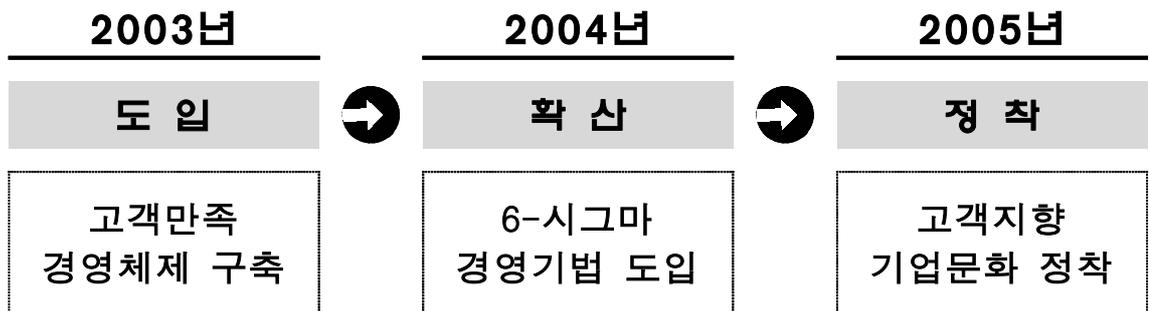 2003년
2004년
2005년
도 입
확 산
정 착
고객만족
경영체제 구축
6-시그마
경영기법 도입
고객지향
기업문화 정착